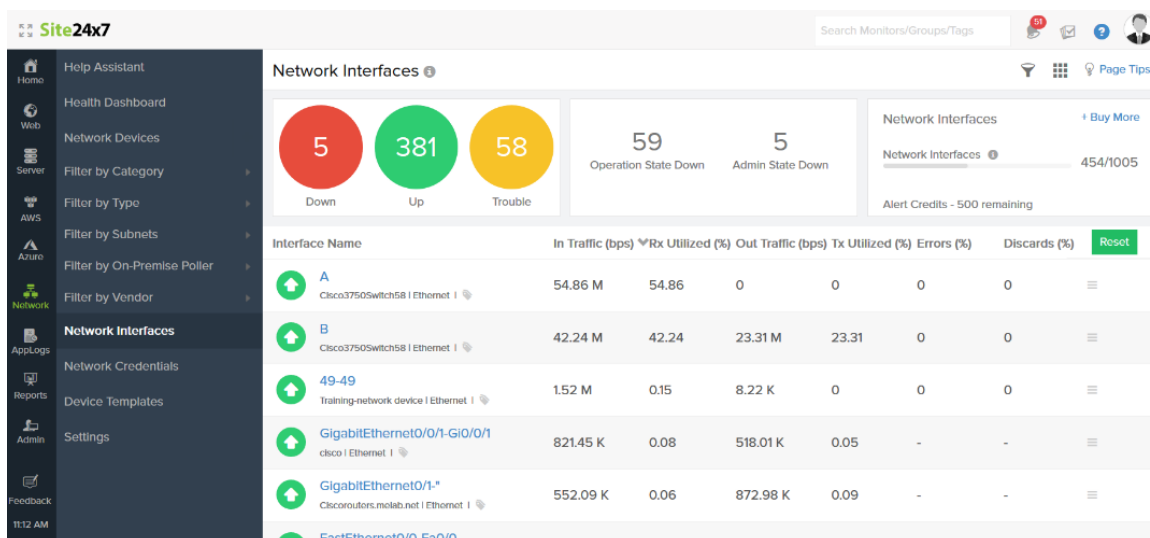 Site24x7
Search Monitors/Groups/Tags
51
Home
Web
Server
AWS
Azure
Network
AppLogs
Reports
Admin
Feedback
11:12 AM
Help Assistant
Health Dashboard
Network Devices
Filter by Category
Filter by Type
Filter by Subnets
Filter by On-Premise Poller
Filter by Vendor
Network Interfaces
Network Credentials
Device Templates
Settings
Network Interfaces
Page Tips
5 381 58
Down Up Trouble
59 5
Operation State Down Admin State Down
Network Interfaces + Buy More
Network Interfaces 454/1005
Alert Credits - 500 remaining
Interface Name In Traffic (bps) Rx Utilized (%) Out Traffic (bps) Tx Utilized (%) Errors (%) Discards (%) Reset
A 54.86 M 54.86 0 0 0 0
Cisco3750Switch58 | Ethernet |
B 42.24 M 42.24 23.31 M 23.31 0 0
Cisco3750Switch58 | Ethernet |
49-49 1.52 M 0.15 8.22 K 0 0 0
Training-network device | Ethernet |
GigabitEthernet0/0/1-Gi0/0/1 821.45 K 0.08 518.01 K 0.05 - -
cisco | Ethernet |
GigabitEthernet0/1-" 552.09 K 0.06 872.98 K 0.09 - -
Ciscorouters.melab.net | Ethernet |
FastEthernet0/0-Fa0/0